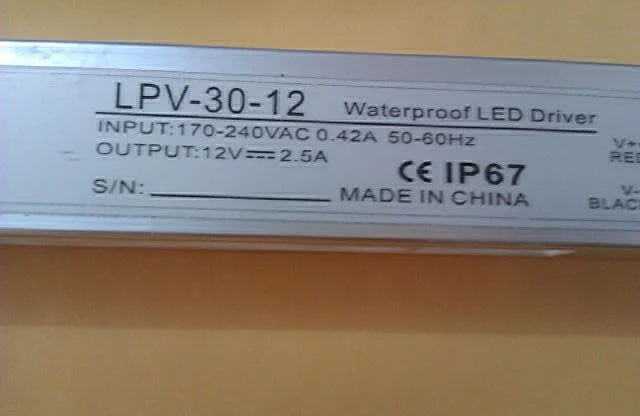 LPV-30-12 Waterproof LED Driver
INPUT:170-240VAC 0.42A 50-60Hz
OUTPUT:12V⎓2.5A
CE IP67
S/N:
MADE IN CHINA
V+
RED
V-
BLACK